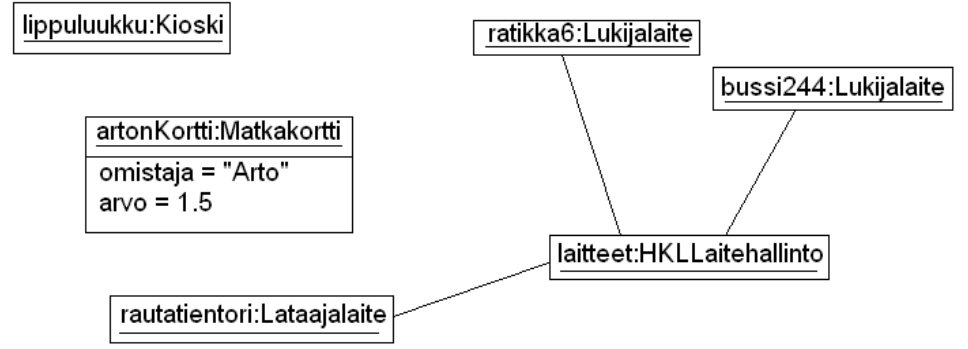 lippuluukku:Kioski
ratikka6:Lukijalaite
bussi244:Lukijalaite
artonKortti:Matkakortti
omistaja = "Arto"
arvo = 1.5
laitteet:HKLLaitehallinto
rautatientori:Lataajalaite